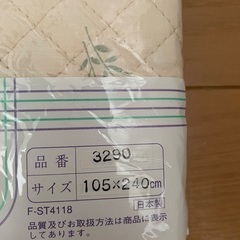 品番 3290
サイズ 105×240cm
F-ST4118 日本製
品質及びお取扱方法は商品に表示
してあります。